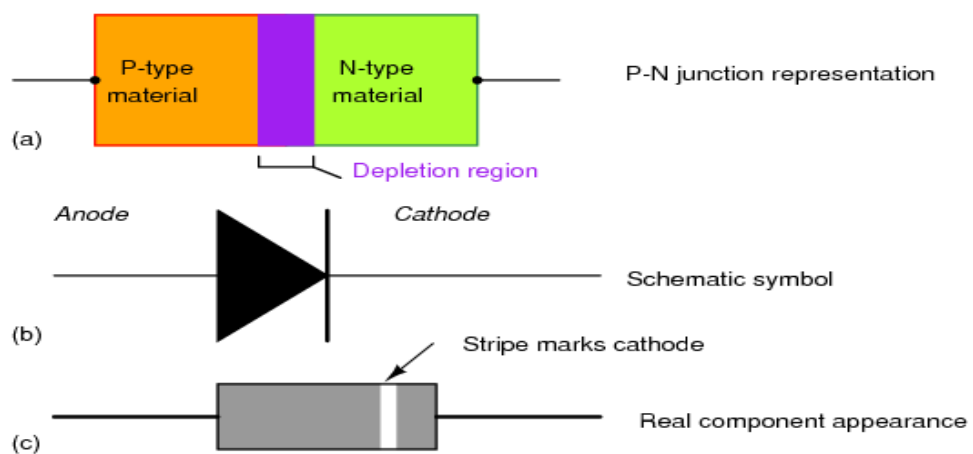 P-type
material
N-type
material
P-N junction representation
(a)
Depletion region
Anode
Cathode
Schematic symbol
(b)
Stripe marks cathode
Real component appearance
(c)